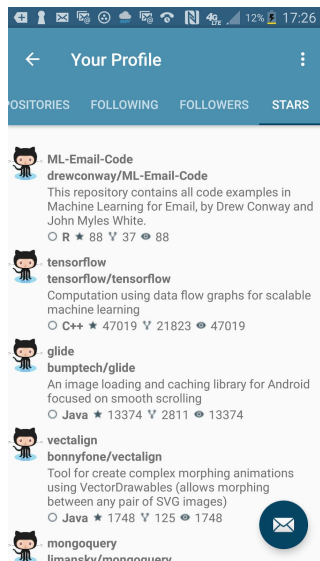 12% 17:26
Your Profile
OSITORIES FOLLOWING FOLLOWERS STARS
ML-Email-Code
drewconway/ML-Email-Code
This repository contains all code examples in
Machine Learning for Email, by Drew Conway and
John Myles White.
R 88 37 88
tensorflow
tensorflow/tensorflow
Computation using data flow graphs for scalable
machine learning
C++ 47019 21823 47019
glide
bumptech/glide
An image loading and caching library for Android
focused on smooth scrolling
Java 13374 2811 13374
vectalign
bonnyfone/vectalign
Tool for create complex morphing animations
using VectorDrawables (allows morphing
between any pair of SVG images)
Java 1748 125 1748
mongoquery
limansky/mongoquery